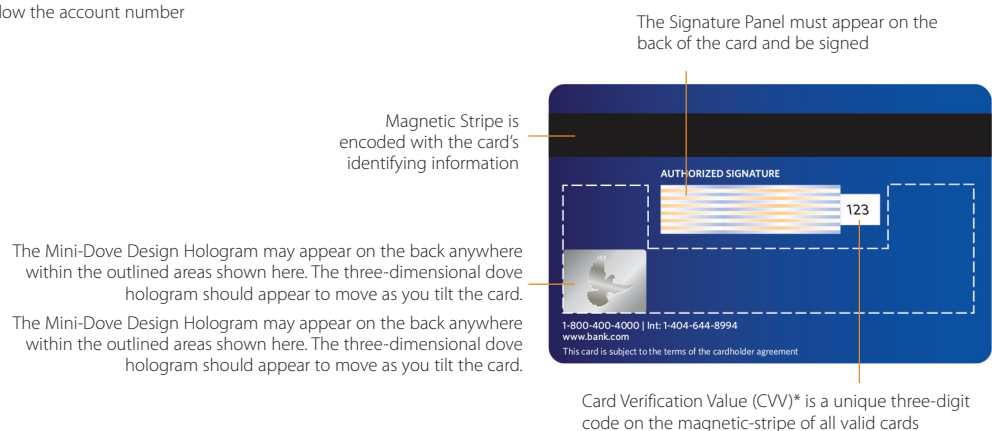 low the account number
The Signature Panel must appear on the
back of the card and be signed
Magnetic Stripe is
encoded with the card's
identifying information
AUTHORIZED SIGNATURE
123
The Mini-Dove Design Hologram may appear on the back anywhere
within the outlined areas shown here. The three-dimensional dove
hologram should appear to move as you tilt the card.
The Mini-Dove Design Hologram may appear on the back anywhere
within the outlined areas shown here. The three-dimensional dove
hologram should appear to move as you tilt the card.
1-800-400-4000 | Int: 1-404-644-8994
www.bank.com
This card is subject to the terms of the cardholder agreement
Card Verification Value (CVV)* is a unique three-digit
code on the magnetic-stripe of all valid cards